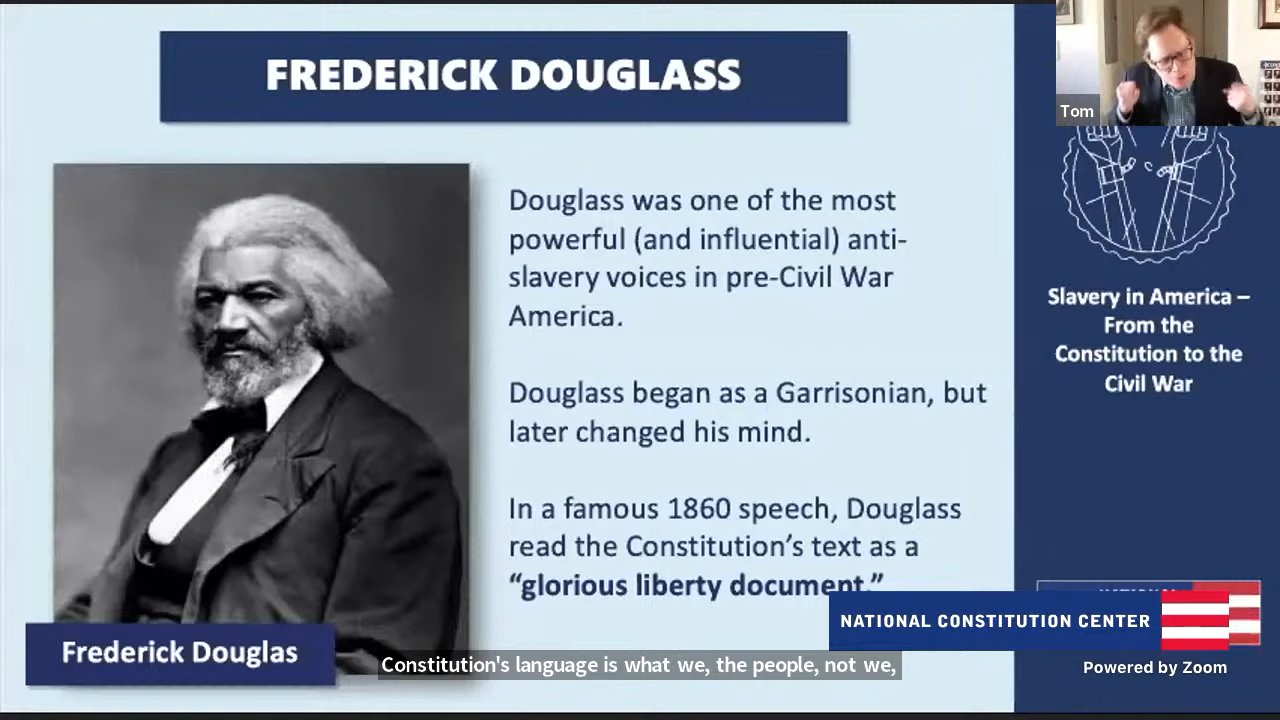 FREDERICK DOUGLASS
Tom
Douglass was one of the most
powerful (and influential) anti-
slavery voices in pre-Civil War
America.
Douglass began as a Garrisonian, but
later changed his mind.
In a famous 1860 speech, Douglass
read the Constitution's text as a
“glorious liberty document.”
Slavery in America –
From the
Constitution to the
Civil War
NATIONAL CONSTITUTION CENTER
Frederick Douglas
Constitution's language is what we, the people, not we,
Powered by Zoom